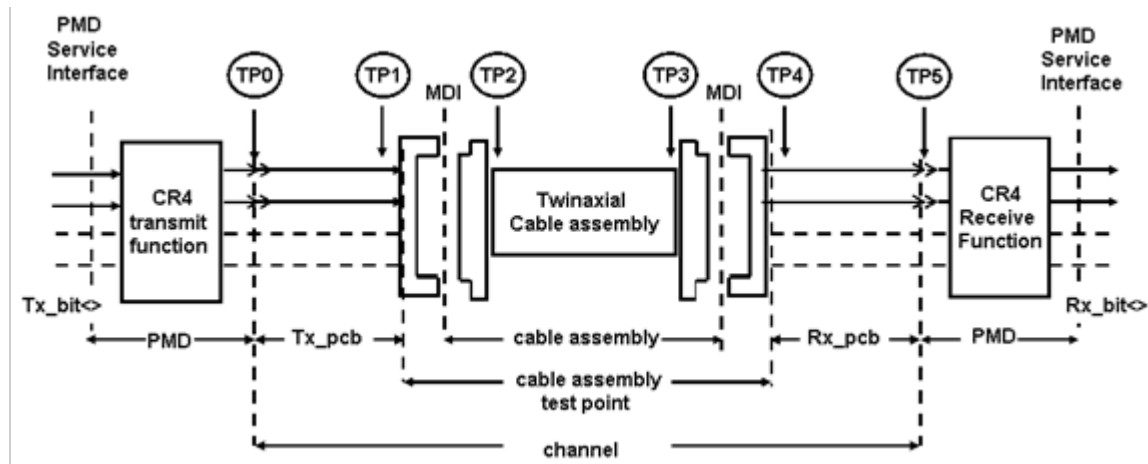 PMD
Service
Interface
TP0
TP1
MDI
TP2
TP3
MDI
TP4
TP5
PMD
Service
Interface
CR4
transmit
function
Twinaxial
Cable assembly
CR4
Receive
Function
Tx_bit<>
Rx_bit<>
PMD
Tx_pcb
cable assembly
Rx_pcb
PMD
cable assembly
test point
channel